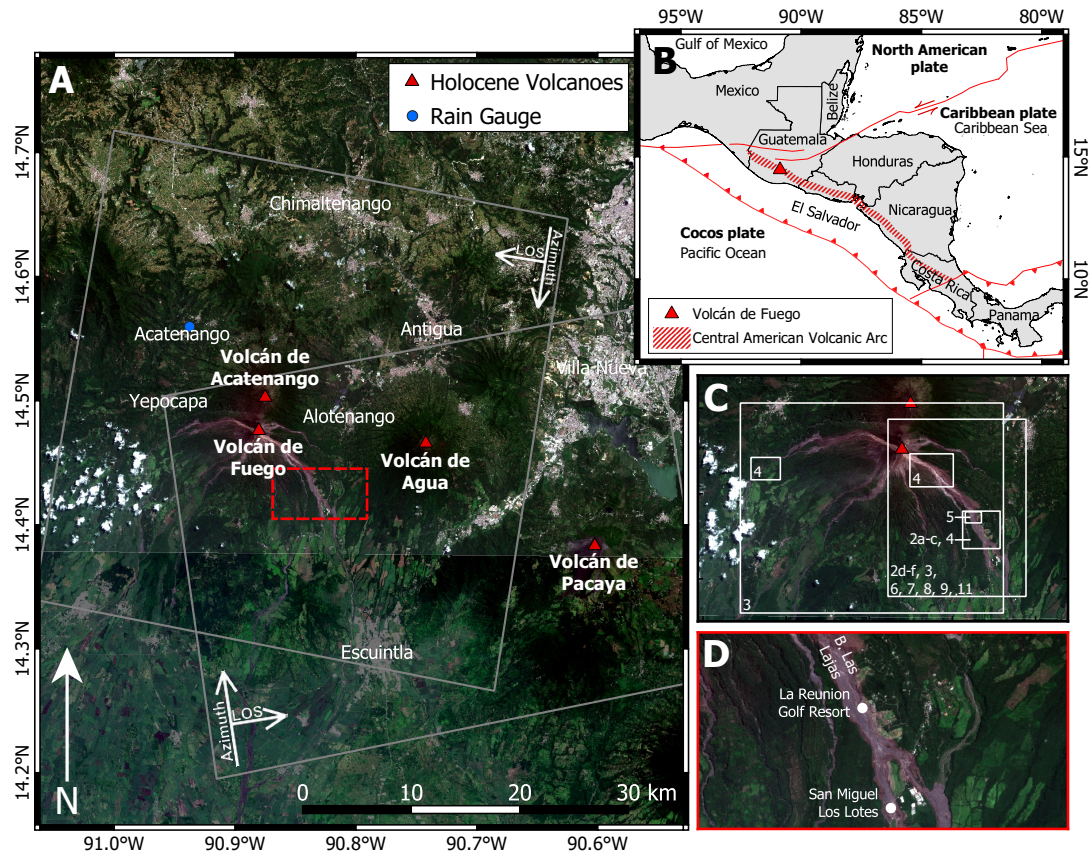 A
Holocene Volcanoes
Rain Gauge
14.7°N
14.6°N
14.5°N
14.4°N
14.3°N
14.2°N
Chimaltenango
LOS
Azimuth
Acatenango
Antigua
Volcán de
Acatenango
Villa Nueva
Yepocapa
Alotenango
Volcán de
Fuego
Volcán de
Agua
Volcán de
Pacaya
Escuintla
Azimuth
LOS
N
0 10 20 30 km
91.0°W 90.9°W 90.8°W 90.7°W 90.6°W
95°W 90°W 85°W 80°W
B
Gulf of Mexico
North American
plate
Mexico
Belize
Caribbean plate
Caribbean Sea
Guatemala
15°N
Honduras
Nicaragua
El Salvador
Cocos plate
Pacific Ocean
Costa Rica
10°N
Panama
Volcán de Fuego
Central American Volcanic Arc
C
4
4
5
2a-c, 4
2d-f, 3,
6, 7, 8, 9, 11
3
D
B. Las
Lajas
La Reunion
Golf Resort
San Miguel
Los Lotes